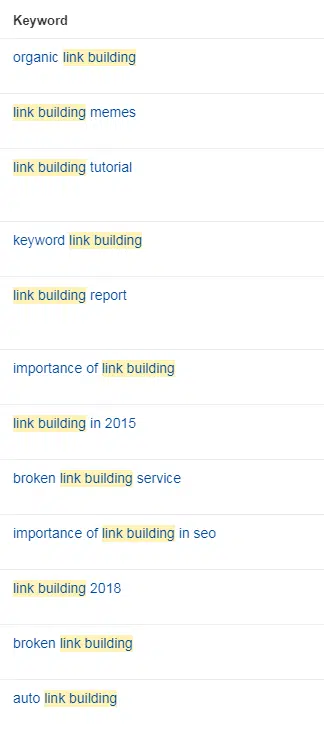 Keyword
organic link building
link building memes
link building tutorial
keyword link building
link building report
importance of link building
link building in 2015
broken link building service
importance of link building in seo
link building 2018
broken link building
auto link building